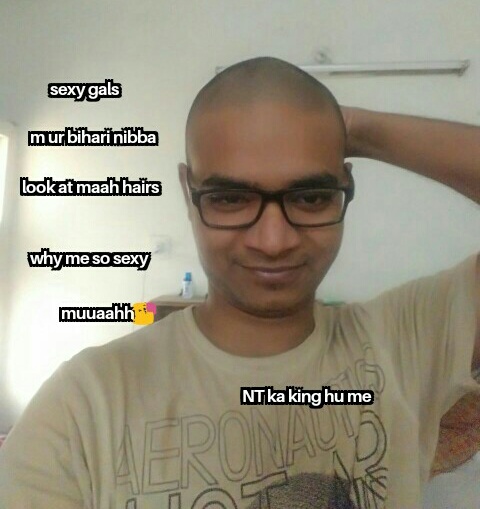 sexy gals
m ur bihari nibba
look at maah hairs
why me so sexy
muuaahh😘
NT ka king hu me
AERONAUTICS